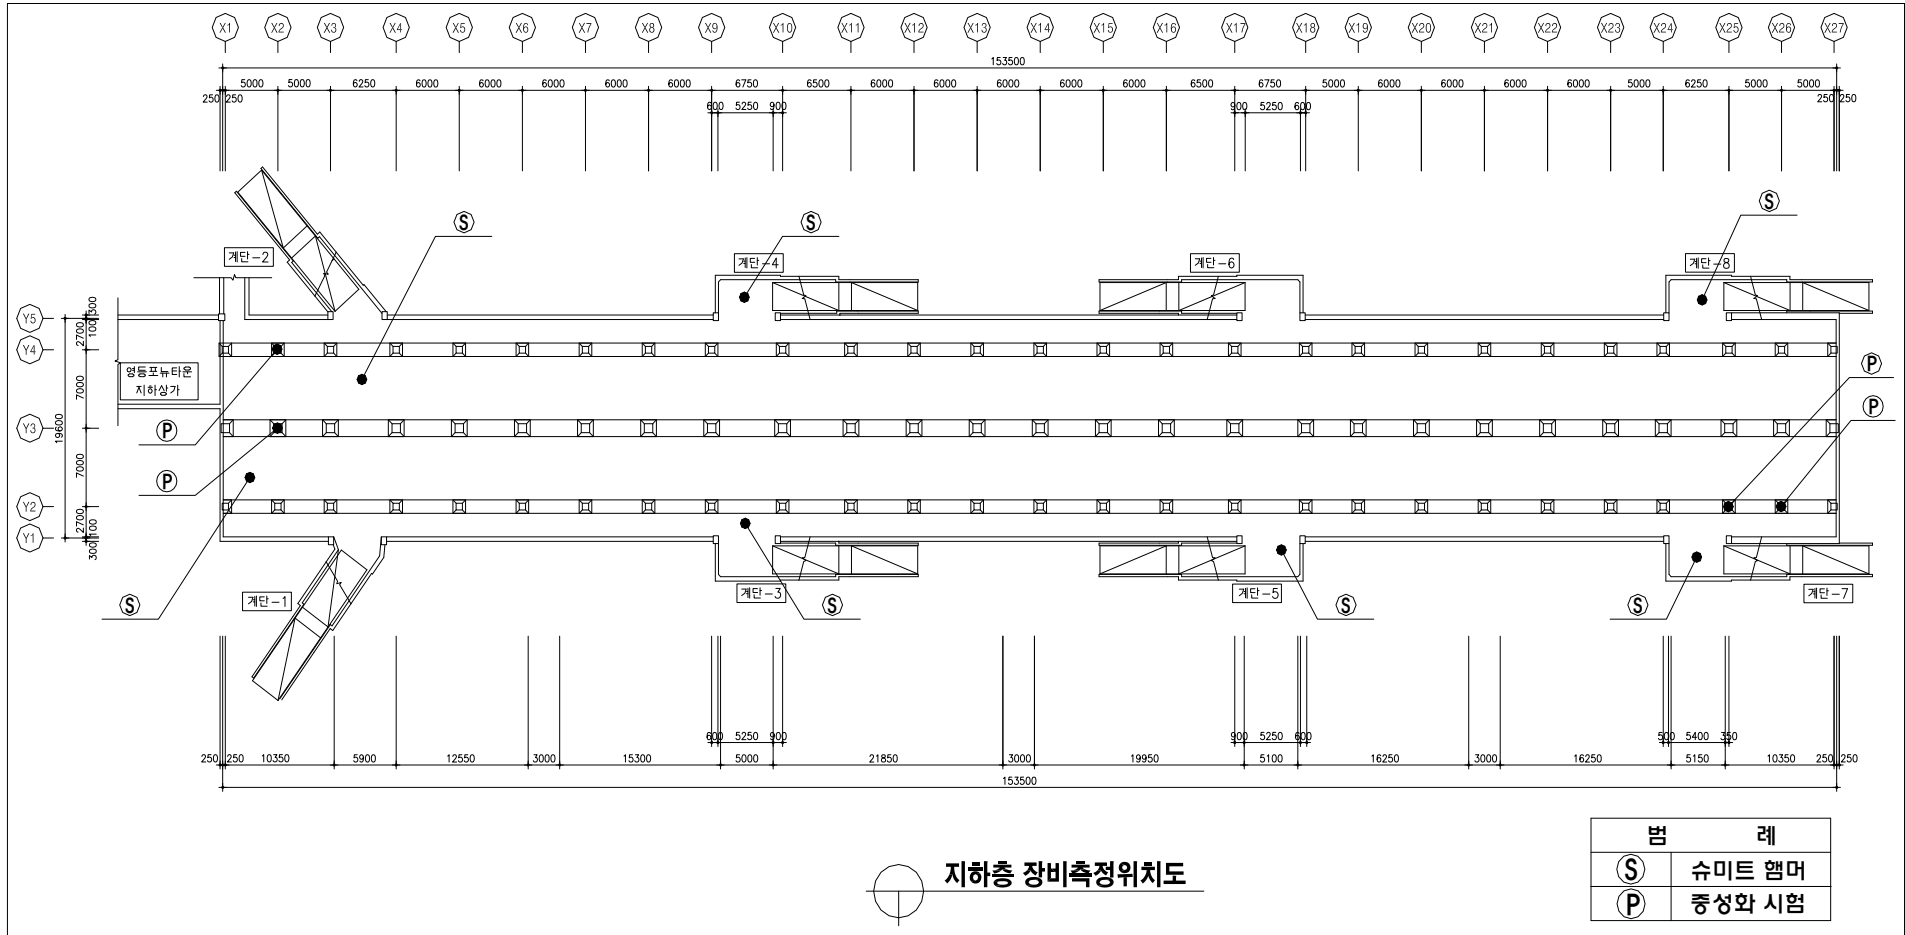 X1 X2 X3 X4 X5 X6 X7 X8 X9 X10 X11 X12 X13 X14 X15 X16 X17 X18 X19 X20 X21 X22 X23 X24 X25 X26 X27
153500
5000 5000 6250 6000 6000 6000 6000 6000 6750 6500 6000 6000 6000 6000 6000 6500 6750 5000 6000 6000 6000 6000 5000 6250 5000 5000
250 250 250 250
600 5250 900 900 5250 600
S
S S
계단-2 계단-4 계단-6 계단-8
Y5
Y4
Y3
Y2
Y1
300
100
2700
7000
19600
7000
2700
100
300
영등포뉴타운
지하상가
P
P
P
P
계단-1 계단-3 계단-5 계단-7
S S S S
600 5250 900 900 5250 600 500 5400 350
250 250 10350 5900 12550 3000 15300 5000 21850 3000 19950 5100 16250 3000 16250 5150 10350 250 250
153500
지하층 장비측정위치도
범 례
S 슈미트 햄머
P 중성화 시험